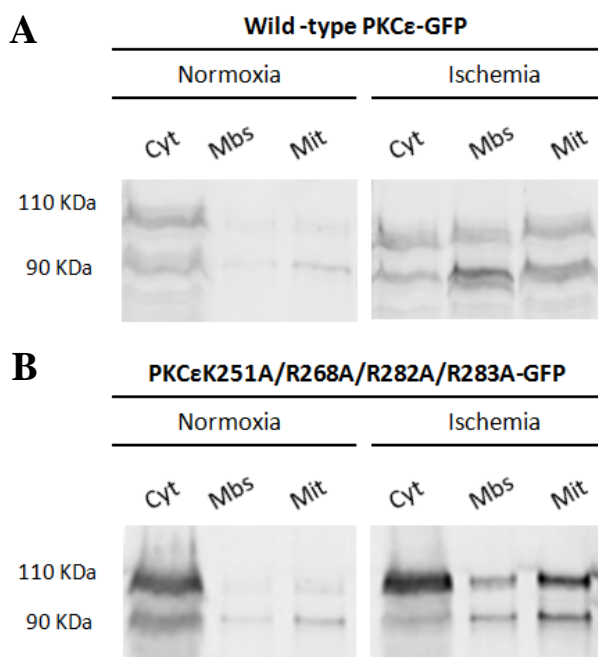 A
Wild -type PKCε-GFP
Normoxia Ischemia
Cyt Mbs Mit Cyt Mbs Mit
110 KDa
90 KDa
B
PKCεK251A/R268A/R282A/R283A-GFP
Normoxia Ischemia
Cyt Mbs Mit Cyt Mbs Mit
110 KDa
90 KDa